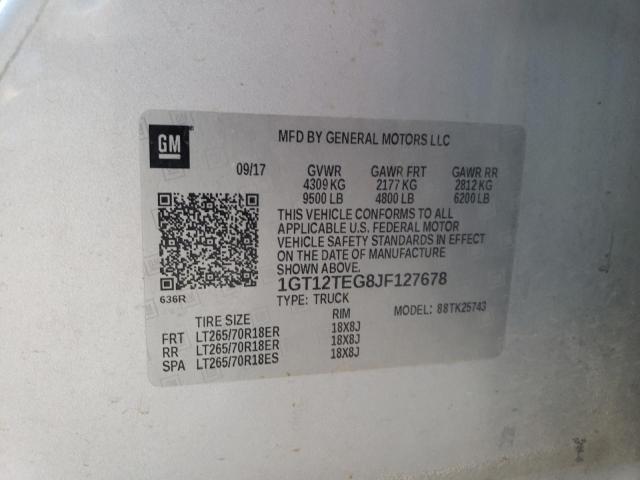 GM
MFD BY GENERAL MOTORS LLC
09/17 GVWR GAWR FRT GAWR RR
4309 KG 2177 KG 2812 KG
9500 LB 4800 LB 6200 LB
THIS VEHICLE CONFORMS TO ALL
APPLICABLE U.S. FEDERAL MOTOR
VEHICLE SAFETY STANDARDS IN EFFECT
ON THE DATE OF MANUFACTURE
SHOWN ABOVE.
636R
1GT12TEG8JF127678
TYPE: TRUCK MODEL: 88TK25743
TIRE SIZE RIM
FRT LT265/70R18ER 18X8J
RR LT265/70R18ER 18X8J
SPA LT265/70R18ES 18X8J